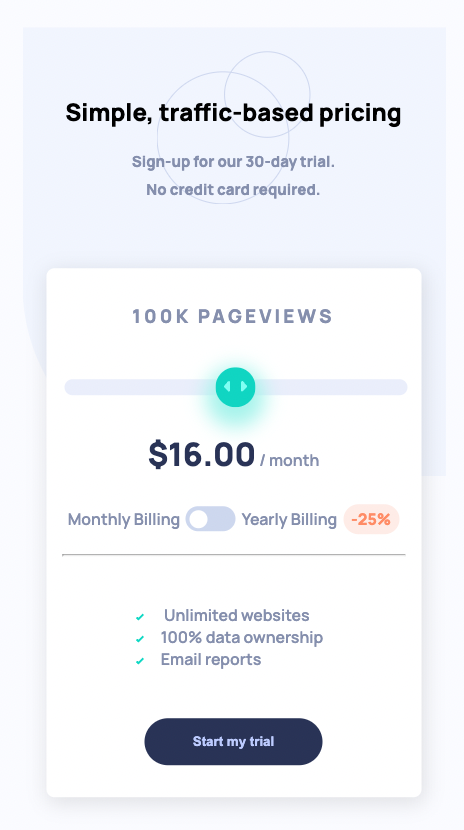 Simple, traffic-based pricing
Sign-up for our 30-day trial.
No credit card required.
100K PAGEVIEWS
$16.00 / month
Monthly Billing Yearly Billing -25%
Unlimited websites
100% data ownership
Email reports
Start my trial